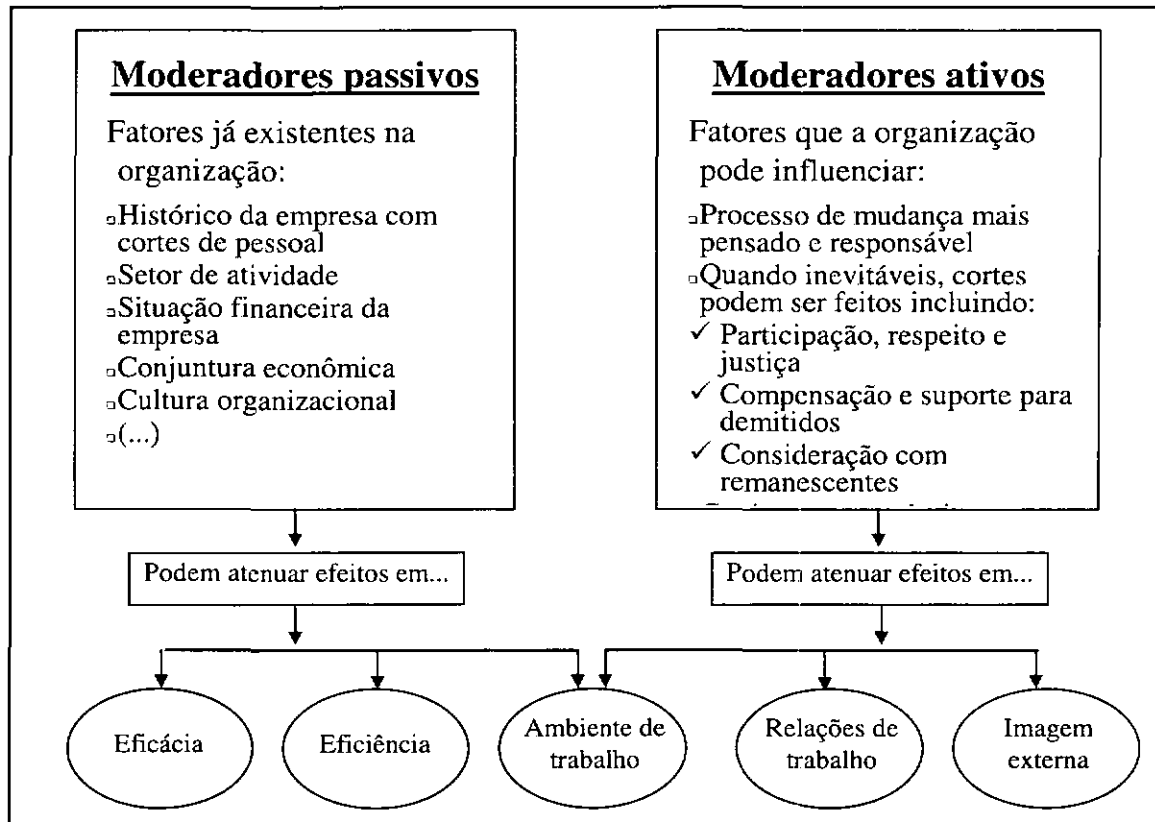 Moderadores passivos
Fatores já existentes na
organização:
▫Histórico da empresa com
cortes de pessoal
▫Setor de atividade
▫Situação financeira da
empresa
▫Conjuntura econômica
▫Cultura organizacional
▫(...)
Moderadores ativos
Fatores que a organização
pode influenciar:
▫Processo de mudança mais
pensado e responsável
▫Quando inevitáveis, cortes
podem ser feitos incluindo:
✓ Participação, respeito e
justiça
✓ Compensação e suporte para
demitidos
✓ Consideração com
remanescentes
Podem atenuar efeitos em...
Podem atenuar efeitos em...
Eficácia
Eficiência
Ambiente de
trabalho
Relações de
trabalho
Imagem
externa